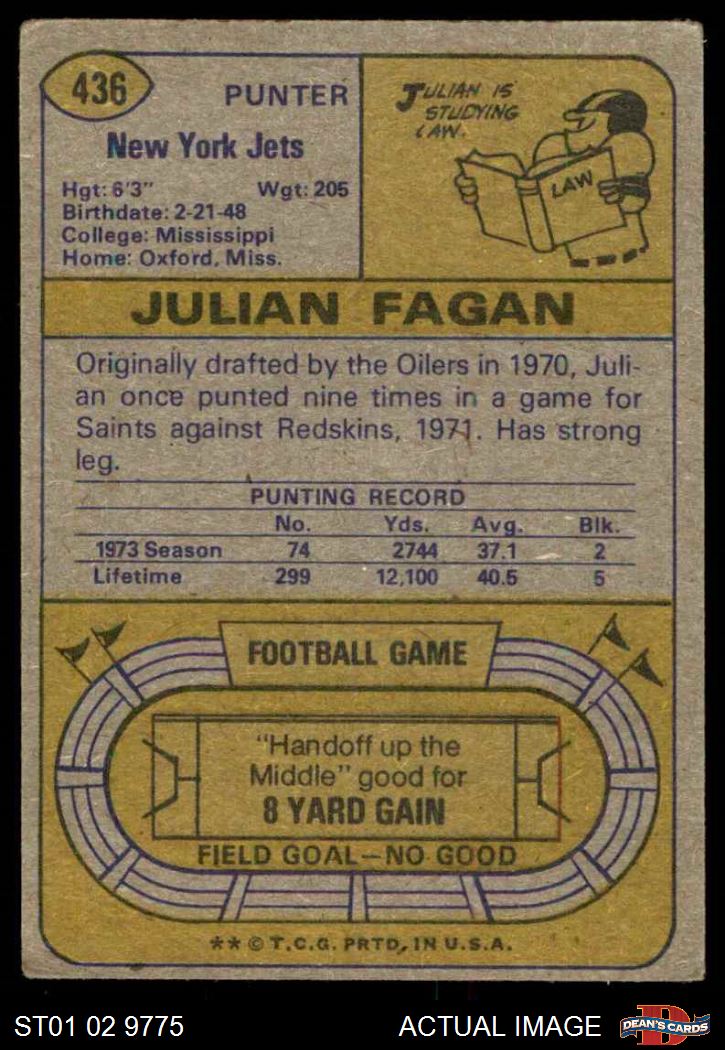 436
PUNTER
New York Jets
Hgt: 6'3" Wgt: 205
Birthdate: 2-21-48
College: Mississippi
Home: Oxford, Miss.
JULIAN IS
STUDYING
LAW.
LAW
JULIAN FAGAN
Originally drafted by the Oilers in 1970, Juli-
an once punted nine times in a game for
Saints against Redskins, 1971. Has strong
leg.
PUNTING RECORD
No. Yds. Avg. Blk.
1973 Season 74 2744 37.1 2
Lifetime 299 12,100 40.5 5
FOOTBALL GAME
"Handoff up the
Middle" good for
8 YARD GAIN
FIELD GOAL—NO GOOD
** © T.C.G. PRTD, IN U.S.A.
ST01 02 9775 ACTUAL IMAGE
D
DEAN'S CARDS